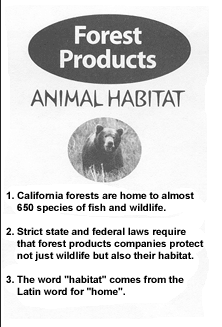 Forest
Products
ANIMAL HABITAT
1. California forests are home to almost
650 species of fish and wildlife.
2. Strict state and federal laws require
that forest products companies protect
not just wildlife but also their habitat.
3. The word "habitat" comes from the
Latin word for "home".